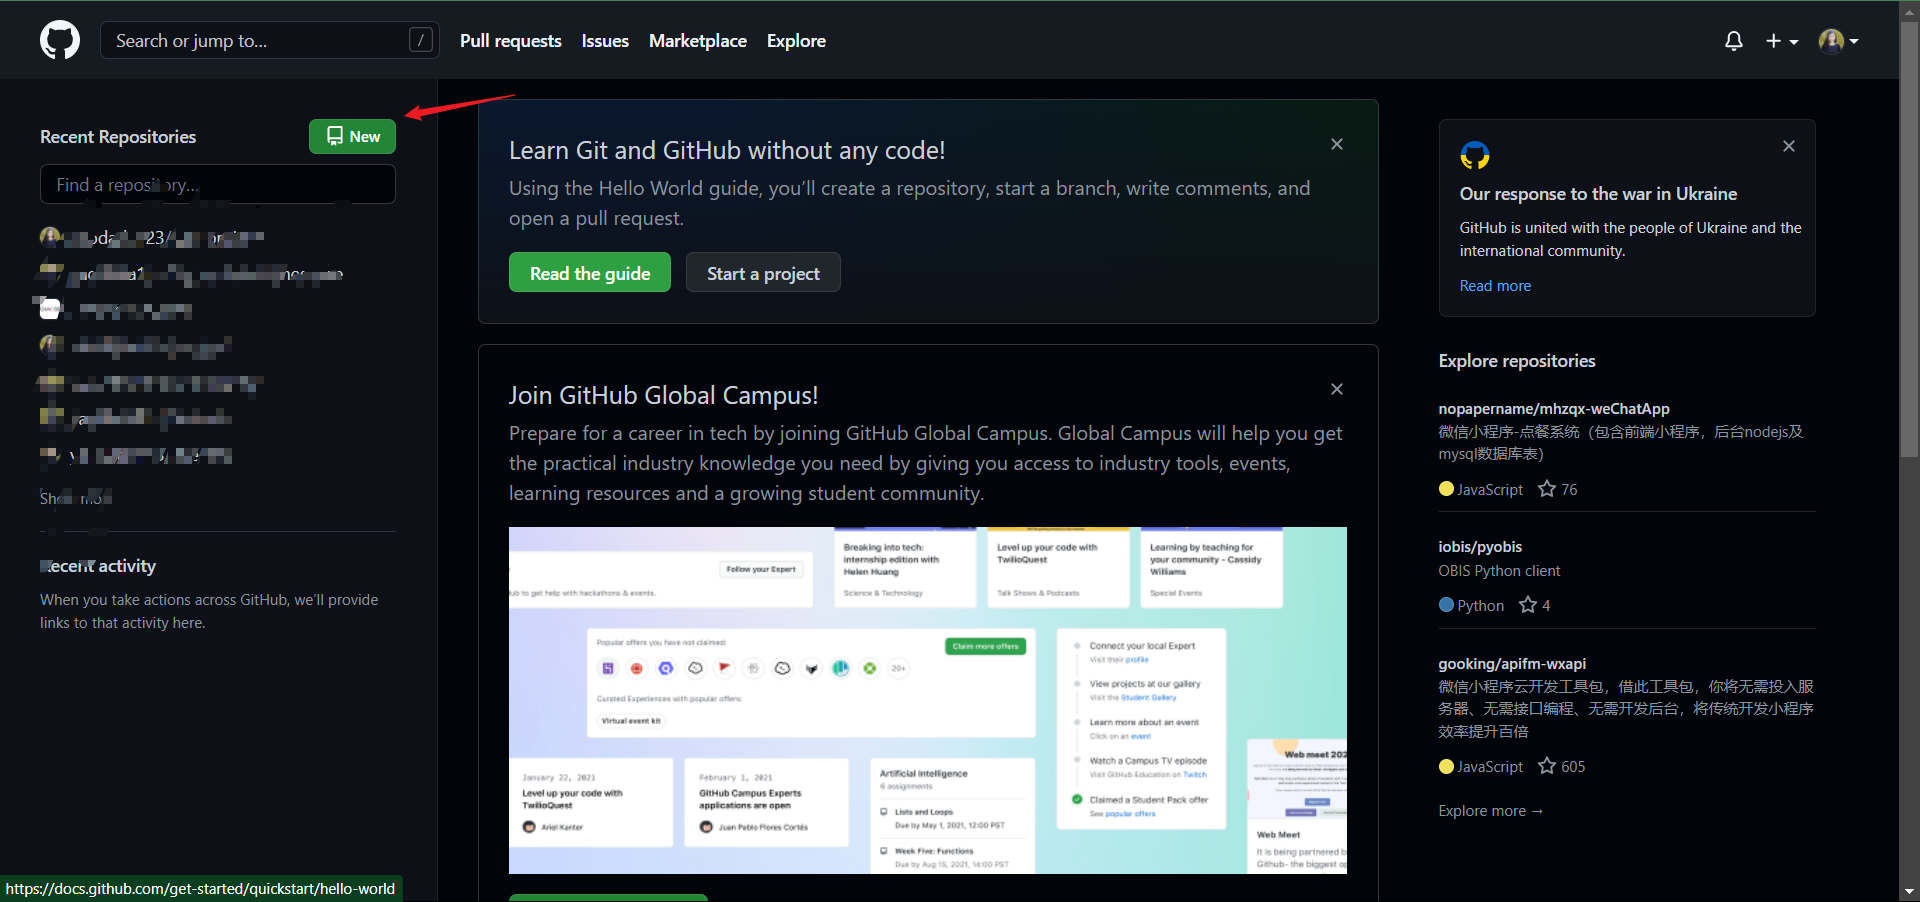 Search or jump to...
/
Pull requests
Issues
Marketplace
Explore
Recent Repositories
New
Find a repository...
Recent activity
When you take actions across GitHub, we'll provide
links to that activity here.
Learn Git and GitHub without any code!
Using the Hello World guide, you'll create a repository, start a branch, write comments, and
open a pull request.
Read the guide
Start a project
Join GitHub Global Campus!
Prepare for a career in tech by joining GitHub Global Campus. Global Campus will help you get
the practical industry knowledge you need by giving you access to industry tools, events,
learning resources and a growing student community.
Follow your Expert
to get help with hackathons & events.
Breaking into tech:
internship edition with
Helen Huang
Science & Technology
Level up your code with
TwilioQuest
Talk Shows & Podcasts
Learning by teaching for
your community - Cassidy
Williams
Special Events
Popular offers you have not claimed:
Claim more offers
20+
Curated Experiences with popular offers:
Virtual event kit
Connect your local Expert
Visit their profile
View projects at our gallery
Visit the Student Gallery
Learn more about an event
Click on an event
Watch a Campus TV episode
Visit GitHub Education on Twitch
Claimed a Student Pack offer
See popular offers
January 22, 2021
Level up your code with
TwilioQuest
Ariel Kanter
February 1, 2021
GitHub Campus Experts
applications are open
Juan Pablo Flores Cortés
Artificial Intelligence
6 assignments
Lists and Loops
Due by May 1, 2021, 12:00 PST
Week Five: Functions
Due by Aug 15, 2021, 14:00 PST
Web meet 202
Web Meet
It is being partnered b
Github- the biggest op
Our response to the war in Ukraine
GitHub is united with the people of Ukraine and the
international community.
Read more
Explore repositories
nopapername/mhzqx-weChatApp
微信小程序-点餐系统（包含前端小程序，后台nodejs及
mysql数据库表）
JavaScript 76
iobis/pyobis
OBIS Python client
Python 4
gooking/apifm-wxapi
微信小程序云开发工具包，借此工具包，你将无需投入服
务器、无需接口编程、无需开发后台，将传统开发小程序
效率提升百倍
JavaScript 605
Explore more →
https://docs.github.com/get-started/quickstart/hello-world